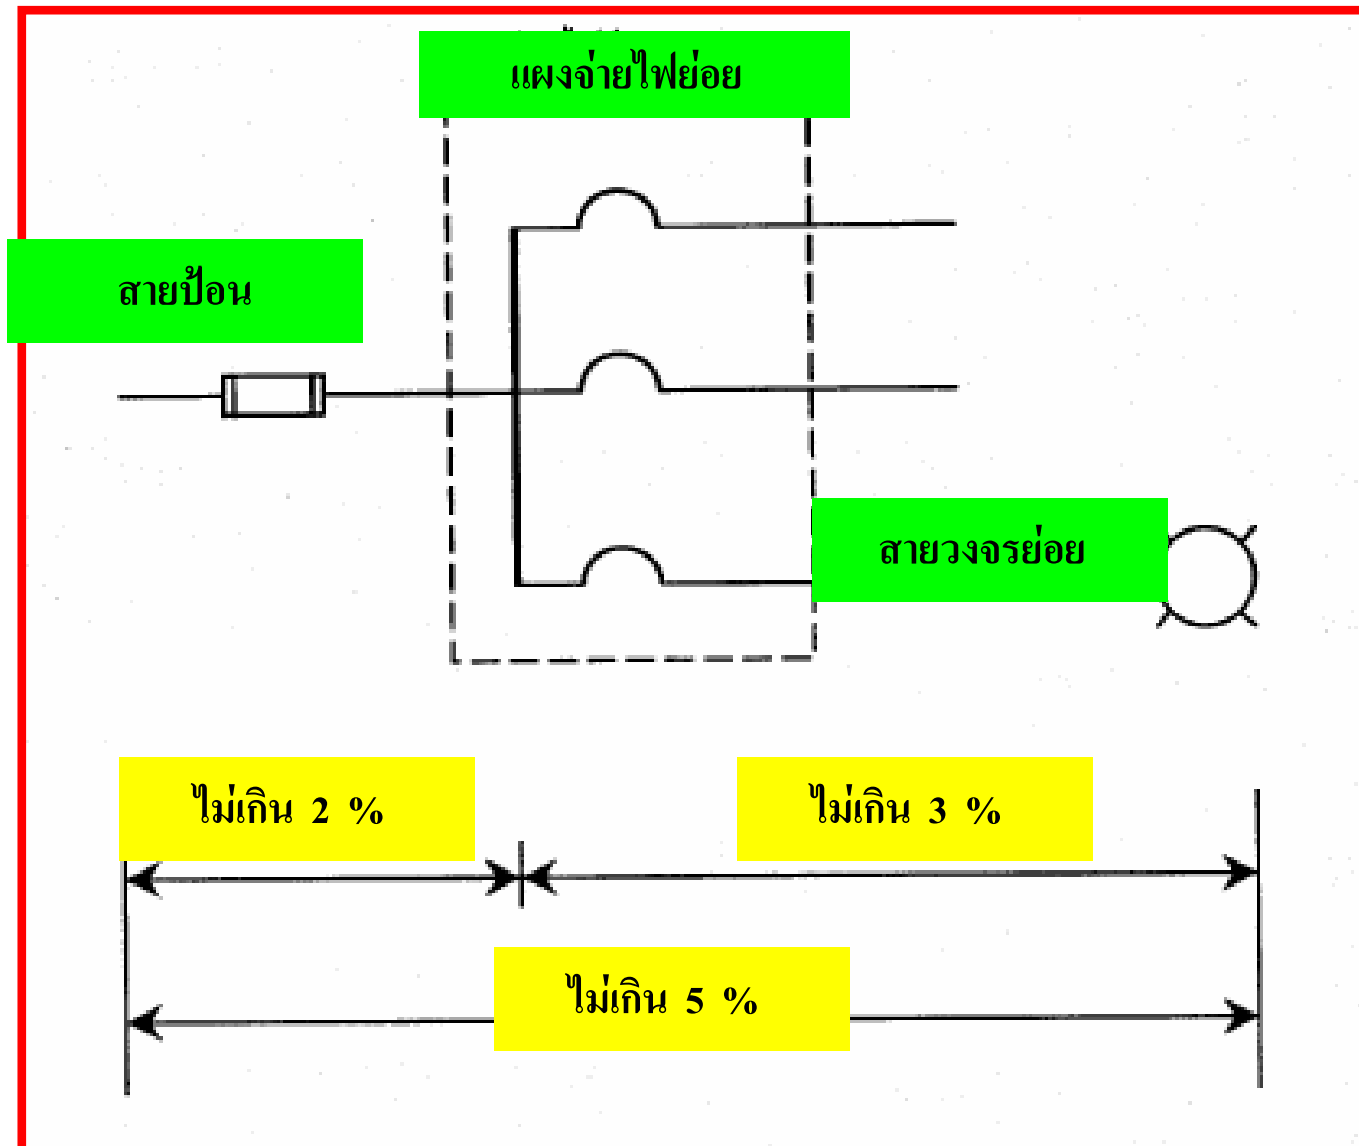 แผงจ่ายไฟย่อย
สายป้อน
สายวงจรย่อย
ไม่เกิน 2 %
ไม่เกิน 3 %
ไม่เกิน 5 %